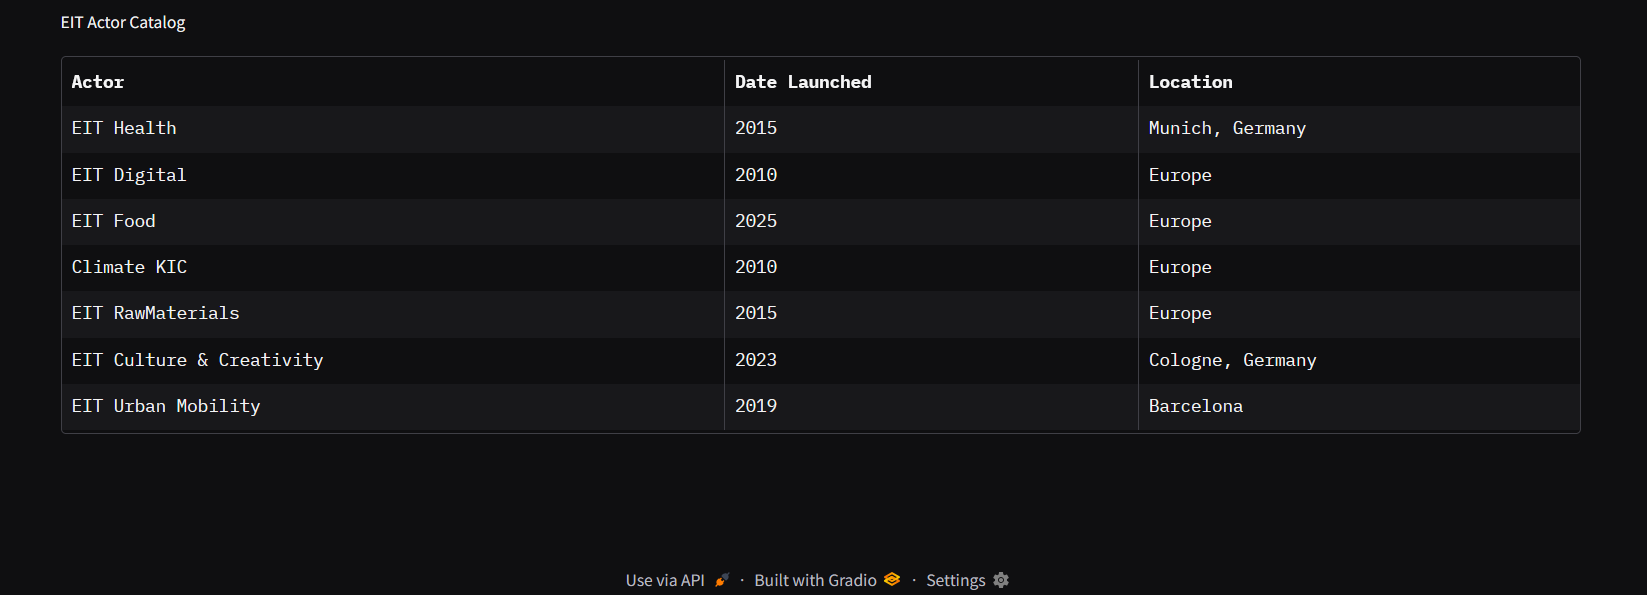 EIT Actor Catalog
Actor Date Launched Location
EIT Health 2015 Munich, Germany
EIT Digital 2010 Europe
EIT Food 2025 Europe
Climate KIC 2010 Europe
EIT RawMaterials 2015 Europe
EIT Culture & Creativity 2023 Cologne, Germany
EIT Urban Mobility 2019 Barcelona
Use via API · Built with Gradio · Settings